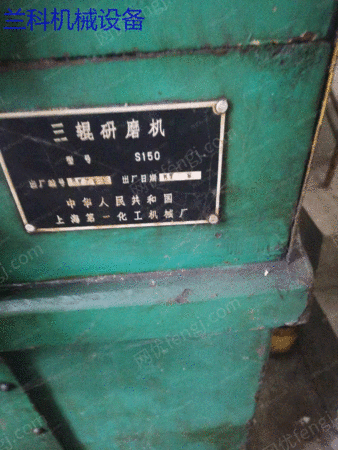 兰科机械设备
三辊研磨机
型号 S150
出厂编号 出厂日期
中华人民共和国
上海第一化工机械厂